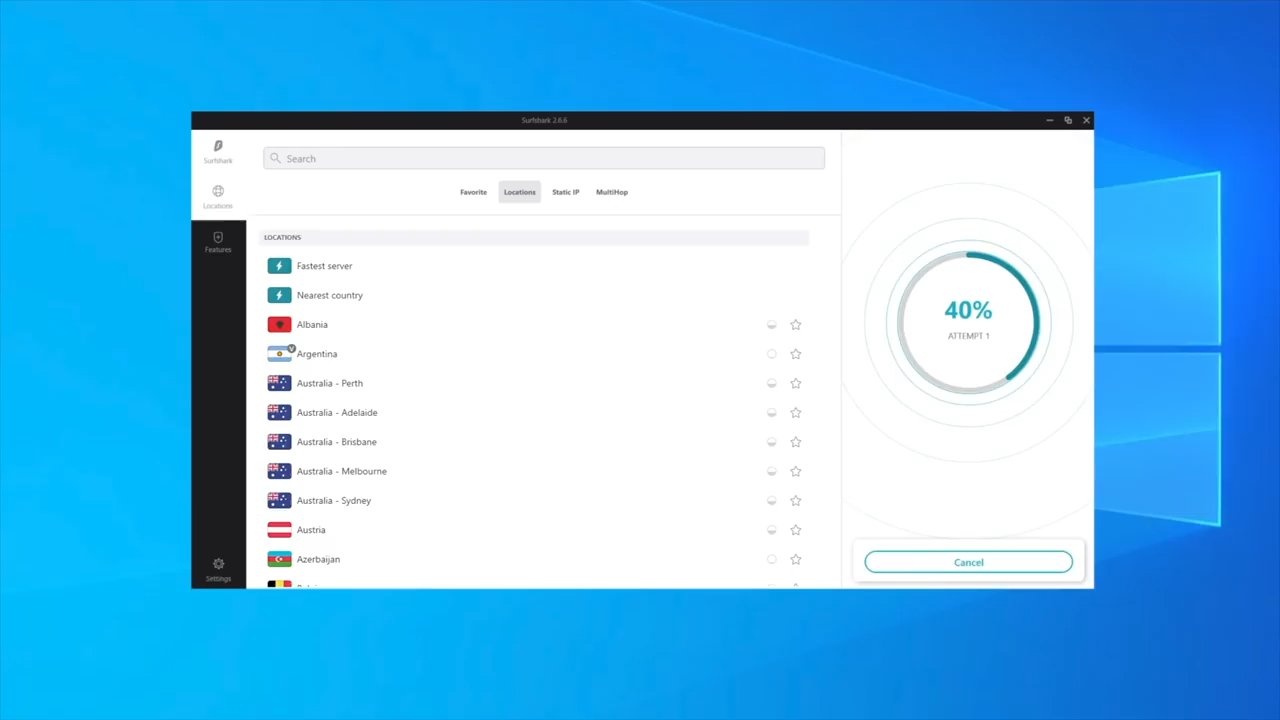 Surfshark 2.6.6
Surfshark
Search
Locations
Favorite Locations Static IP MultiHop
Features
LOCATIONS
Fastest server
Nearest country
Albania
V
Argentina
Australia - Perth
Australia - Adelaide
Australia - Brisbane
Australia - Melbourne
Australia - Sydney
Austria
Azerbaijan
Settings
40%
ATTEMPT 1
Cancel